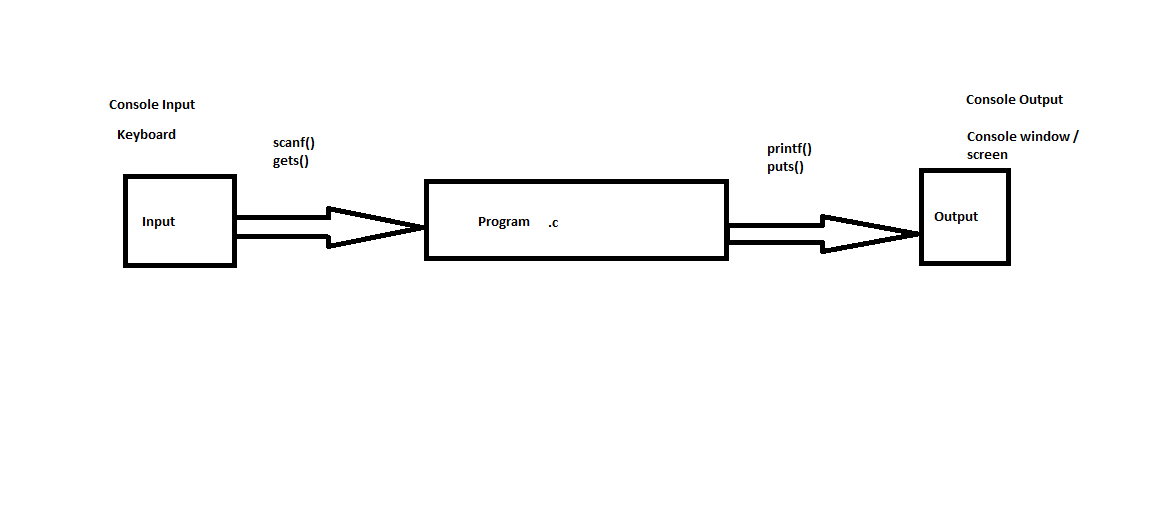 Console Input
Keyboard
scanf()
gets()
Input
Program .c
printf()
puts()
Console Output
Console window /
screen
Output